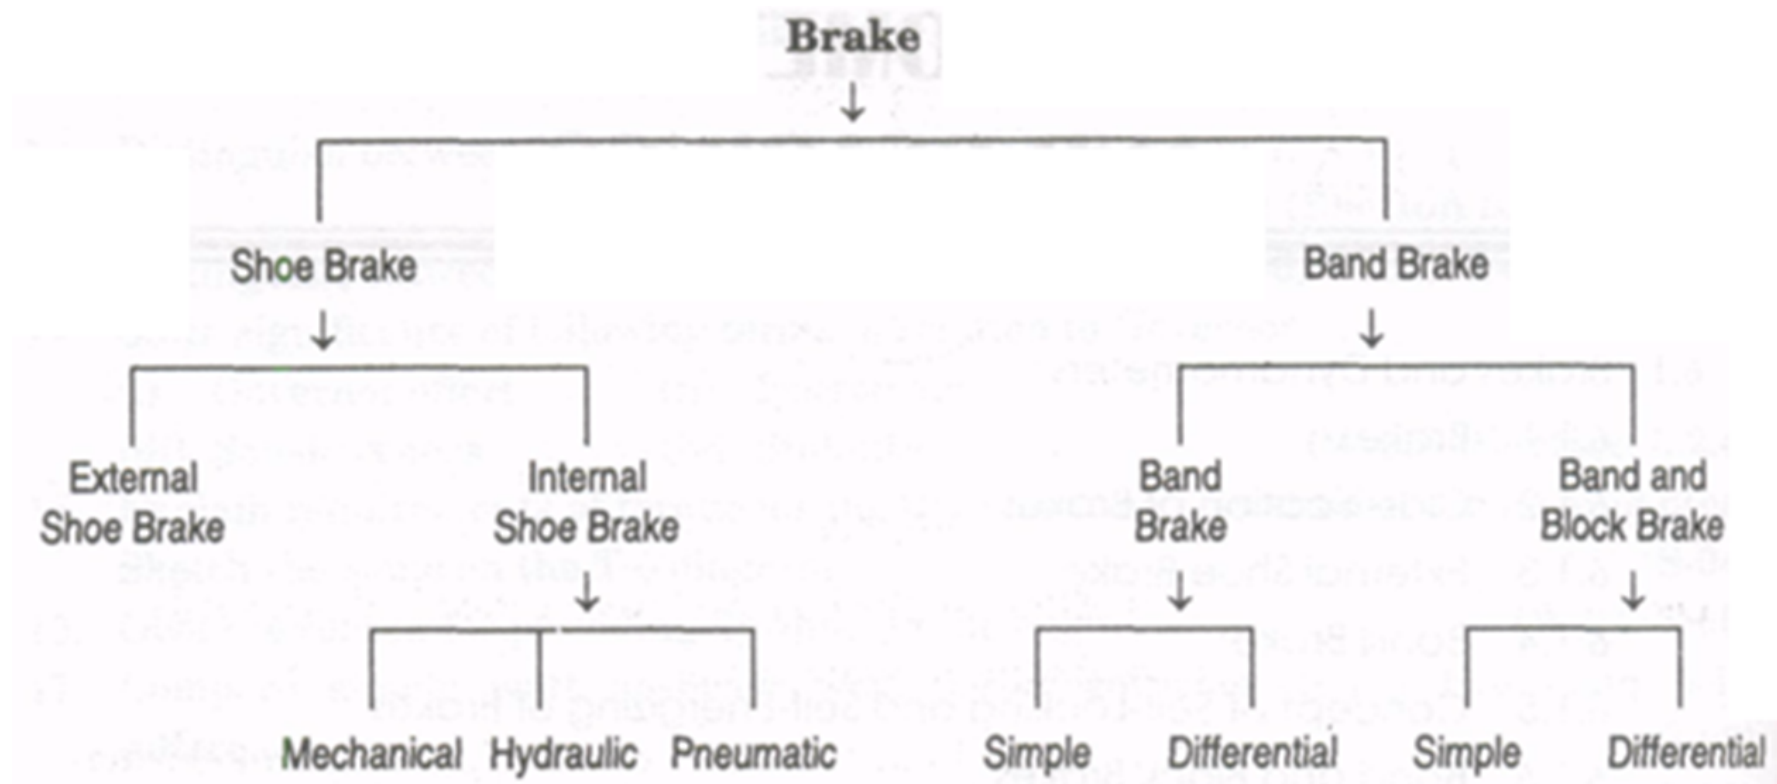 Brake
Shoe Brake
Band Brake
External
Shoe Brake
Internal
Shoe Brake
Band
Brake
Band and
Block Brake
Mechanical
Hydraulic
Pneumatic
Simple
Differential
Simple
Differential